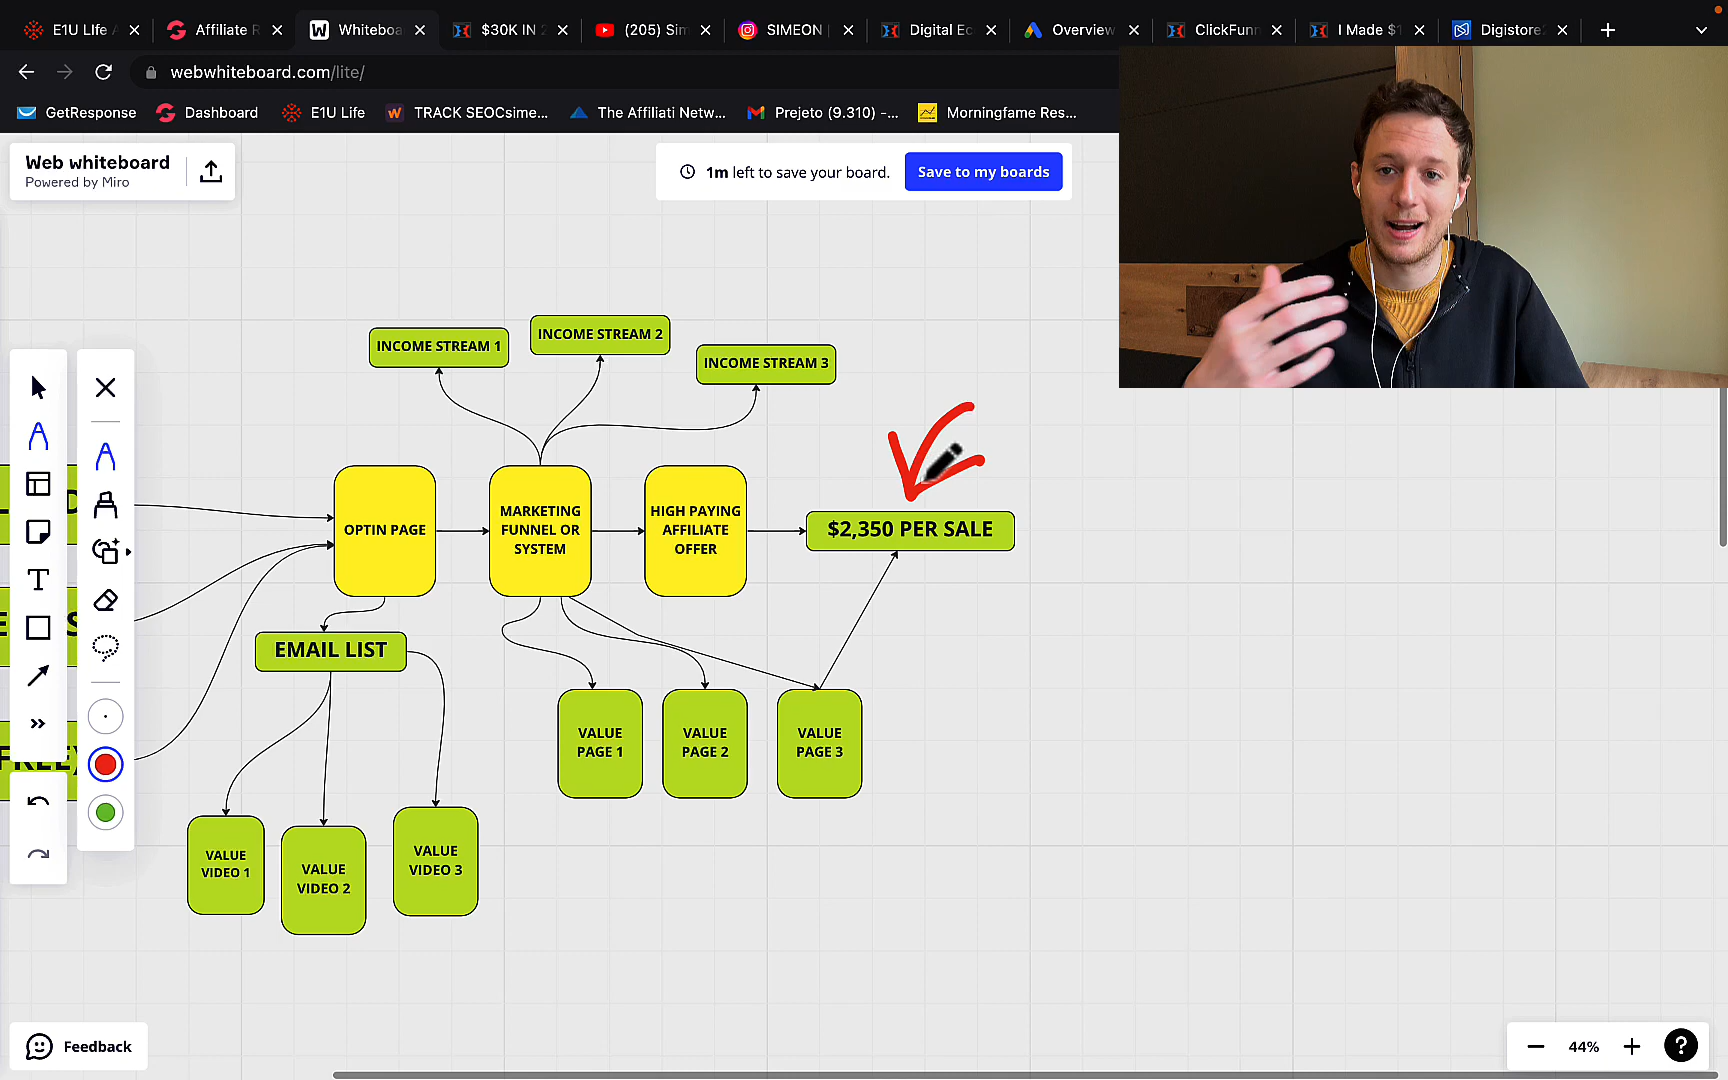 E1U LIfe A
Affiliate R
Whiteboa
$30K IN 2
(205) Sim
SIMEON |
Digital Ec
Overview
ClickFunn
I Made $1
Digistore2
webwhiteboard.com/lite/
GetResponse
Dashboard
E1U Life
TRACK SEOCsime...
The Affiliati Netw...
Prejeto (9.310) -...
Morningfame Res...
Web whiteboard
Powered by Miro
1m left to save your board.
Save to my boards
INCOME STREAM 1
INCOME STREAM 2
INCOME STREAM 3
OPTIN PAGE
MARKETING
FUNNEL OR
SYSTEM
HIGH PAYING
AFFILIATE
OFFER
$2,350 PER SALE
EMAIL LIST
VALUE
PAGE 1
VALUE
PAGE 2
VALUE
PAGE 3
VALUE
VIDEO 1
VALUE
VIDEO 2
VALUE
VIDEO 3
Feedback
44%